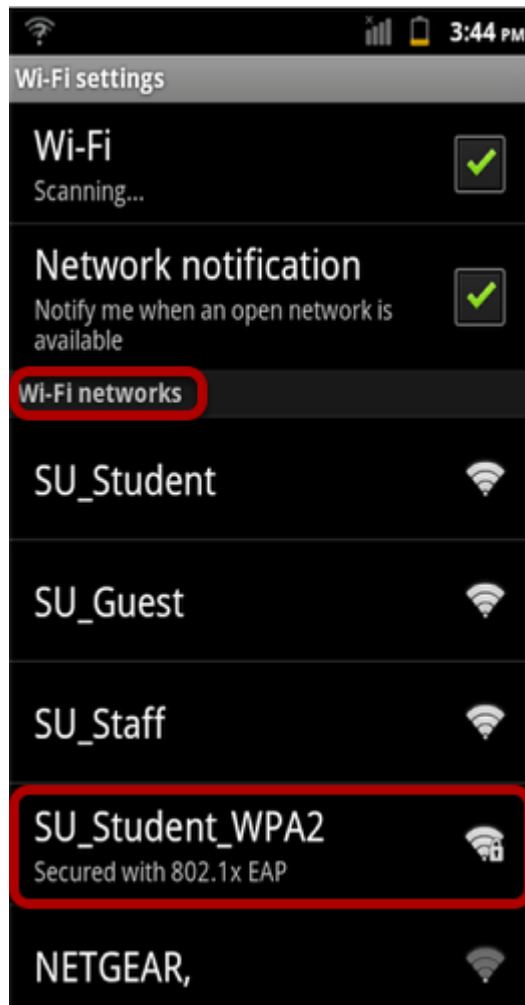 3:44 PM
Wi-Fi settings
Wi-Fi
Scanning...
Network notification
Notify me when an open network is
available
Wi-Fi networks
SU_Student
SU_Guest
SU_Staff
SU_Student_WPA2
Secured with 802.1x EAP
NETGEAR,